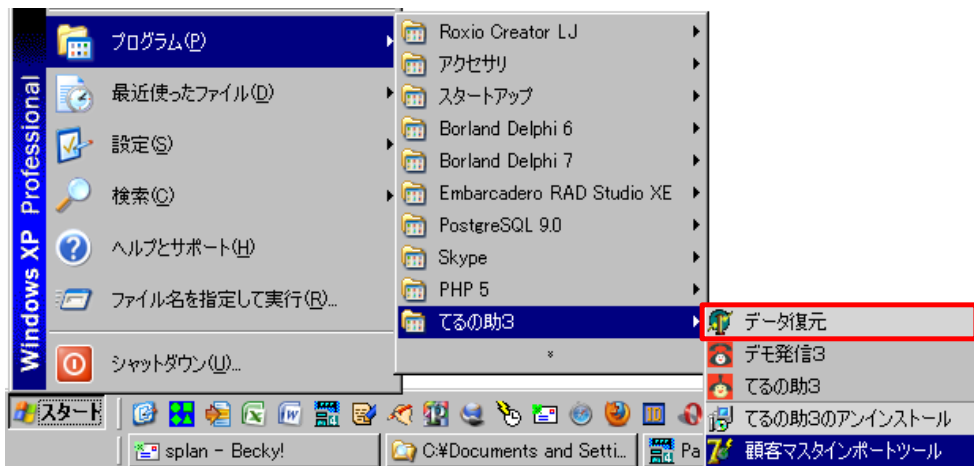 Windows XP Professional
プログラム(P)
最近使ったファイル(D)
設定(S)
検索(C)
ヘルプとサポート(H)
ファイル名を指定して実行(R)...
シャットダウン(U)...
Roxio Creator LJ
アクセサリ
スタートアップ
Borland Delphi 6
Borland Delphi 7
Embarcadero RAD Studio XE
PostgreSQL 9.0
Skype
PHP 5
てるの助3
データ復元
デモ発信3
てるの助3
てるの助3のアンインストール
顧客マスタインポートツール
スタート
splan - Becky!
C:¥Documents and Setti...
Pa